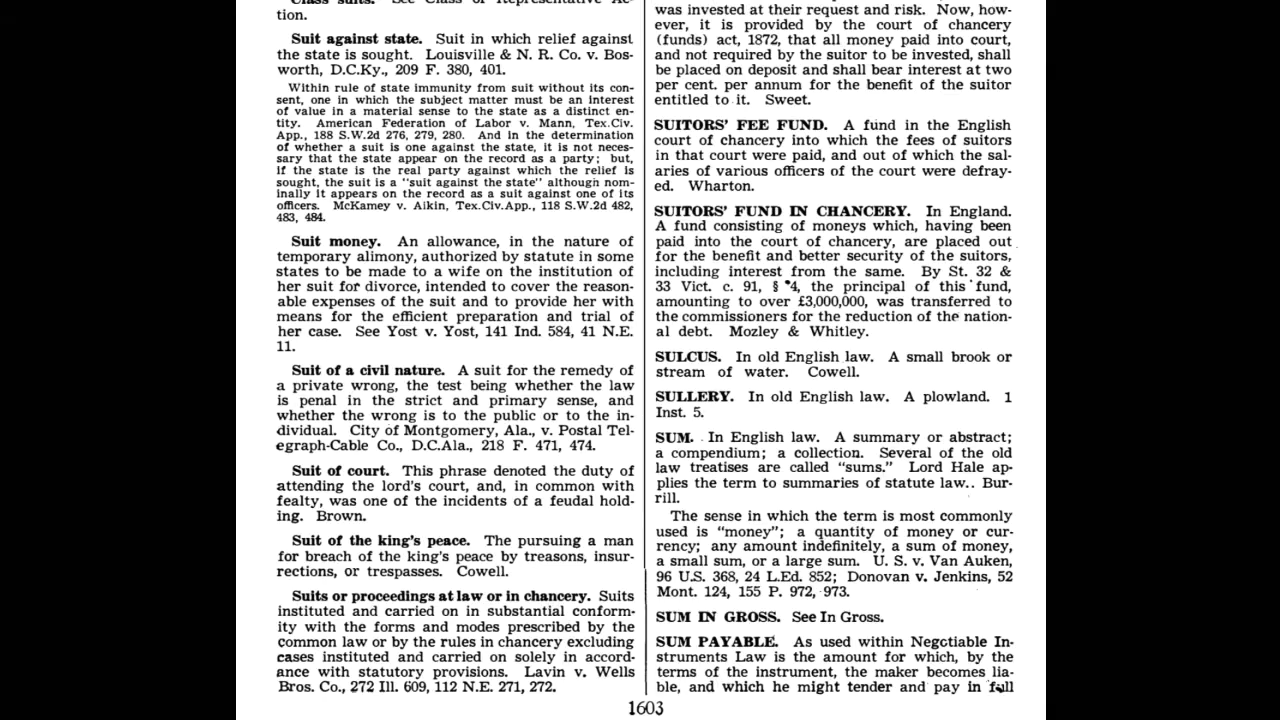 Class suits. See Class or Representative Ac-
tion.
Suit against state. Suit in which relief against
the state is sought. Louisville & N. R. Co. v. Bos-
worth, D.C.Ky., 209 F. 380, 401.
Within rule of state immunity from suit without its con-
sent, one in which the subject matter must be an interest
of value in a material sense to the state as a distinct en-
tity. American Federation of Labor v. Mann, Tex.Civ.
App., 188 S.W.2d 276, 279, 280. And in the determination
of whether a suit is one against the state, it is not neces-
sary that the state appear on the record as a party; but,
if the state is the real party against which the relief is
sought, the suit is a "suit against the state" although nom-
inally it appears on the record as a suit against one of its
officers. McKamey v. Aikin, Tex.Civ.App., 118 S.W.2d 482,
483, 484.
Suit money. An allowance, in the nature of
temporary alimony, authorized by statute in some
states to be made to a wife on the institution of
her suit for divorce, intended to cover the reason-
able expenses of the suit and to provide her with
means for the efficient preparation and trial of
her case. See Yost v. Yost, 141 Ind. 584, 41 N.E.
11.
Suit of a civil nature. A suit for the remedy of
a private wrong, the test being whether the law
is penal in the strict and primary sense, and
whether the wrong is to the public or to the in-
dividual. City of Montgomery, Ala., v. Postal Tel-
egraph-Cable Co., D.C.Ala., 218 F. 471, 474.
Suit of court. This phrase denoted the duty of
attending the lord's court, and, in common with
fealty, was one of the incidents of a feudal hold-
ing. Brown.
Suit of the king's peace. The pursuing a man
for breach of the king's peace by treasons, insur-
rections, or trespasses. Cowell.
Suits or proceedings at law or in chancery. Suits
instituted and carried on in substantial conform-
ity with the forms and modes prescribed by the
common law or by the rules in chancery excluding
cases instituted and carried on solely in accord-
ance with statutory provisions. Lavin v. Wells
Bros. Co., 272 Ill. 609, 112 N.E. 271, 272.
was invested at their request and risk. Now, how-
ever, it is provided by the court of chancery
(funds) act, 1872, that all money paid into court,
and not required by the suitor to be invested, shall
be placed on deposit and shall bear interest at two
per cent. per annum for the benefit of the suitor
entitled to it. Sweet.
SUITORS' FEE FUND. A fund in the English
court of chancery into which the fees of suitors
in that court were paid, and out of which the sal-
aries of various officers of the court were defray-
ed. Wharton.
SUITORS' FUND IN CHANCERY. In England.
A fund consisting of moneys which, having been
paid into the court of chancery, are placed out
for the benefit and better security of the suitors,
including interest from the same. By St. 32 &
33 Vict. c. 91, § 4, the principal of this fund,
amounting to over £3,000,000, was transferred to
the commissioners for the reduction of the nation-
al debt. Mozley & Whitley.
SULCUS. In old English law. A small brook or
stream of water. Cowell.
SULLERY. In old English law. A plowland. 1
Inst. 5.
SUM. In English law. A summary or abstract;
a compendium; a collection. Several of the old
law treatises are called "sums." Lord Hale ap-
plies the term to summaries of statute law.. Bur-
rill.
The sense in which the term is most commonly
used is "money"; a quantity of money or cur-
rency; any amount indefinitely, a sum of money,
a small sum, or a large sum. U. S. v. Van Auken,
96 U.S. 368, 24 L.Ed. 852; Donovan v. Jenkins, 52
Mont. 124, 155 P. 972, 973.
SUM IN GROSS. See In Gross.
SUM PAYABLE. As used within Negotiable In-
struments Law is the amount for which, by the
terms of the instrument, the maker becomes lia-
ble, and which he might tender and pay in full
1603